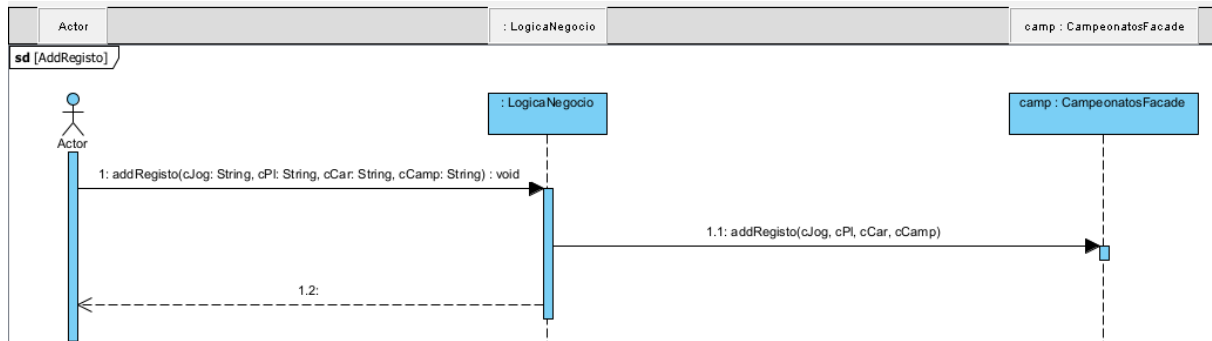 Actor
: LogicaNegocio
camp : CampeonatosFacade
sd [AddRegisto]
: LogicaNegocio
camp : CampeonatosFacade
Actor
1: addRegisto(cJog: String, cPl: String, cCar: String, cCamp: String) : void
1.1: addRegisto(cJog, cPl, cCar, cCamp)
1.2: